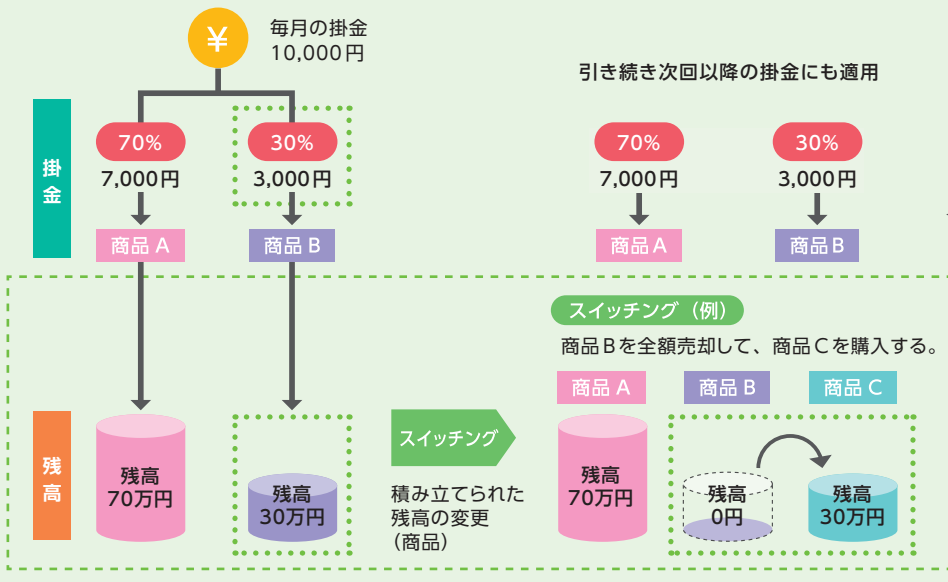 ¥
毎月の掛金
10,000円
引き続き次回以降の掛金にも適用
掛金
70%
30%
7,000円
3,000円
商品 A
商品 B
70%
30%
7,000円
3,000円
商品A
商品B
スイッチング（例）
商品Bを全額売却して、商品Cを購入する。
商品 A
商品 B
商品 C
残高
残高
70万円
残高
30万円
スイッチング
積み立てられた
残高の変更
（商品）
残高
70万円
残高
0円
残高
30万円